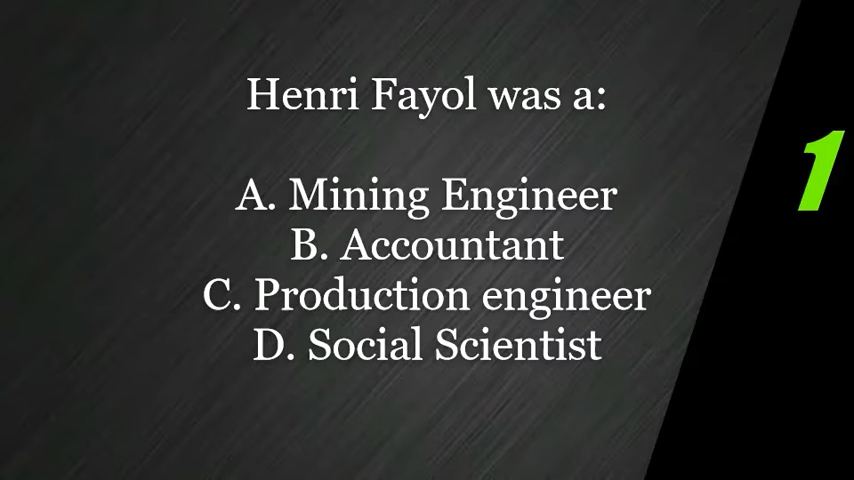 Henri Fayol was a:
A. Mining Engineer
B. Accountant
C. Production engineer
D. Social Scientist
1